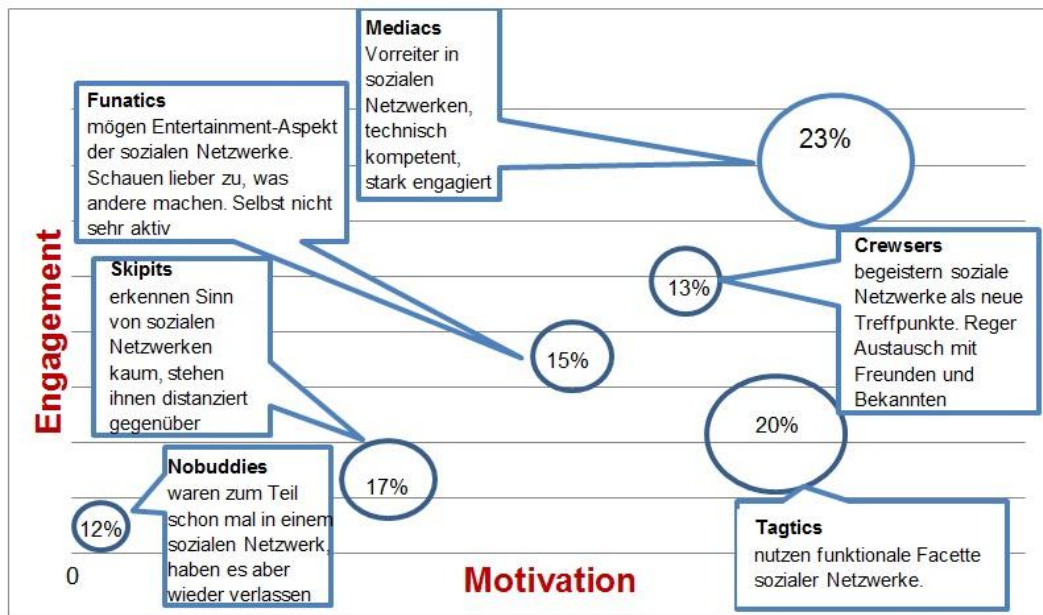 Mediacs
Vorreiter in
sozialen
Netzwerken,
technisch
kompetent,
stark engagiert
Funatics
mögen Entertainment-Aspekt
der sozialen Netzwerke.
Schauen lieber zu, was
andere machen. Selbst nicht
sehr aktiv
23%
Crewsers
begeistern soziale
Netzwerke als neue
Treffpunkte. Reger
Austausch mit
Freunden und
Bekannten
13%
Skipits
erkennen Sinn
von sozialen
Netzwerken
kaum, stehen
ihnen distanziert
gegenüber
15%
20%
17%
Nobuddies
waren zum Teil
schon mal in einem
sozialen Netzwerk,
haben es aber
wieder verlassen
12%
Tagtics
nutzen funktionale Facette
sozialer Netzwerke.
Engagement
0
Motivation